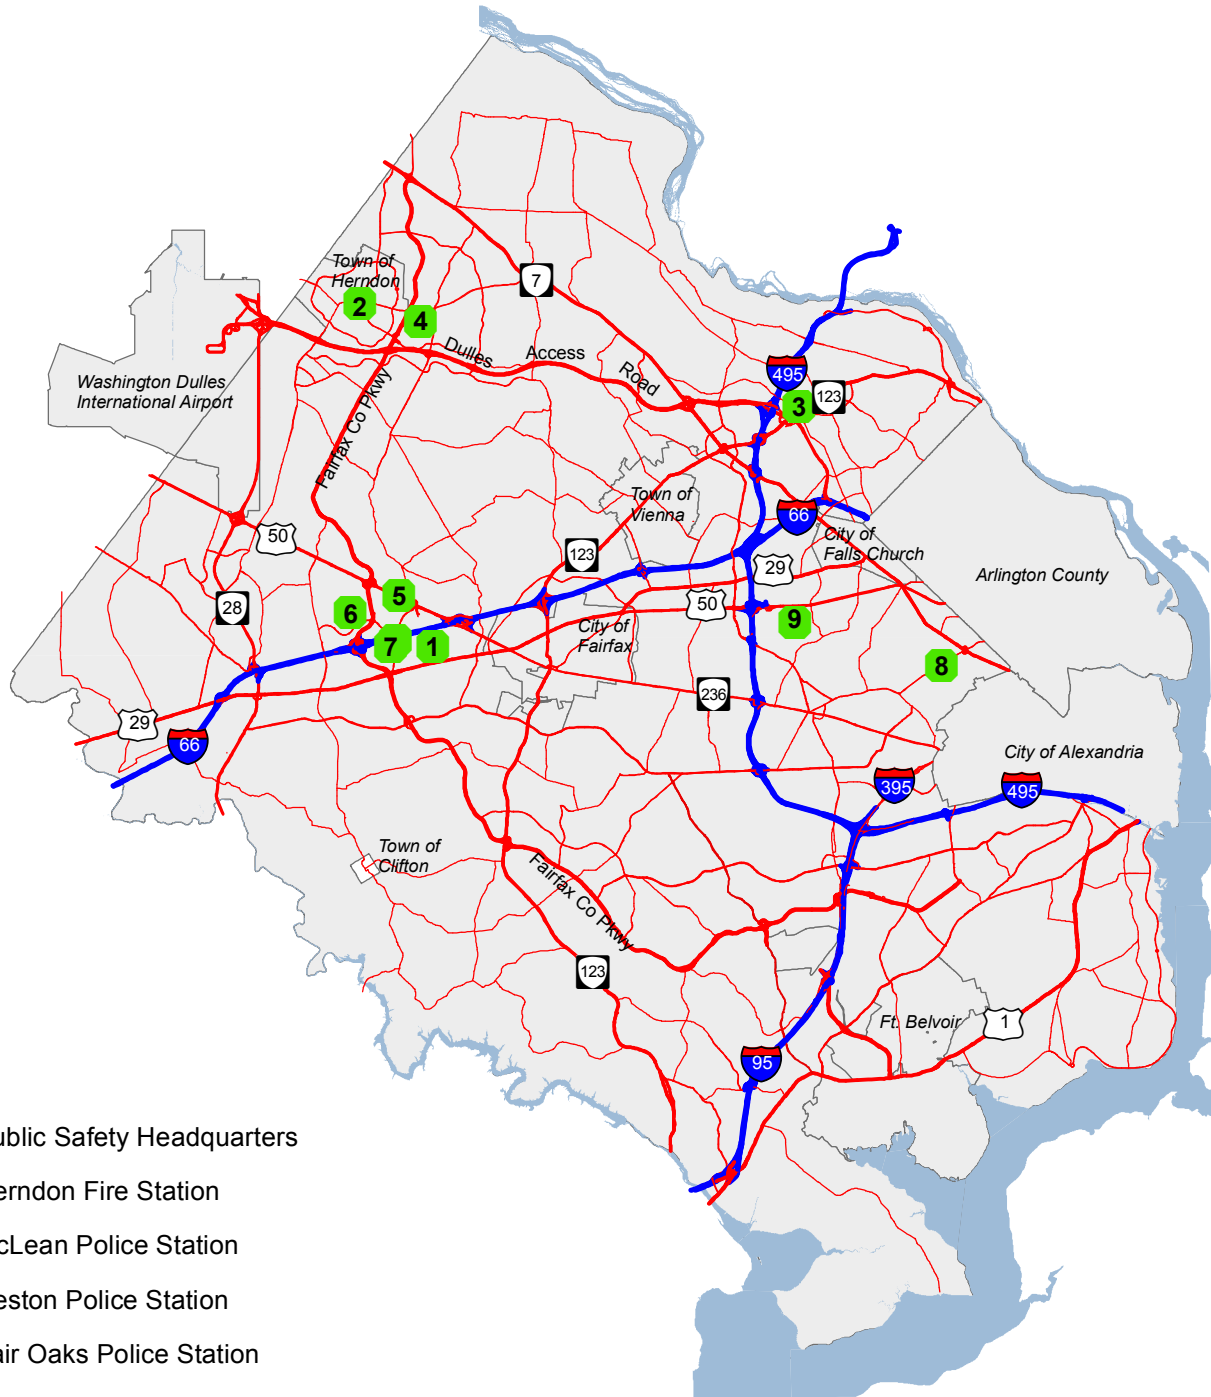 Town of
Herndon
2
4
7
Dulles
Access
Road
495
123
3
Washington Dulles
International Airport
Fairfax Co Pkwy
Town of
Vienna
66
City of
Falls Church
50
123
29
Arlington County
28
6
5
50
9
City of
Fairfax
7
1
8
236
29
66
City of Alexandria
395
495
Town of
Clifton
Fairfax Co Pkwy
123
Ft. Belvoir
1
95
ublic Safety Headquarters
erndon Fire Station
cLean Police Station
eston Police Station
air Oaks Police Station